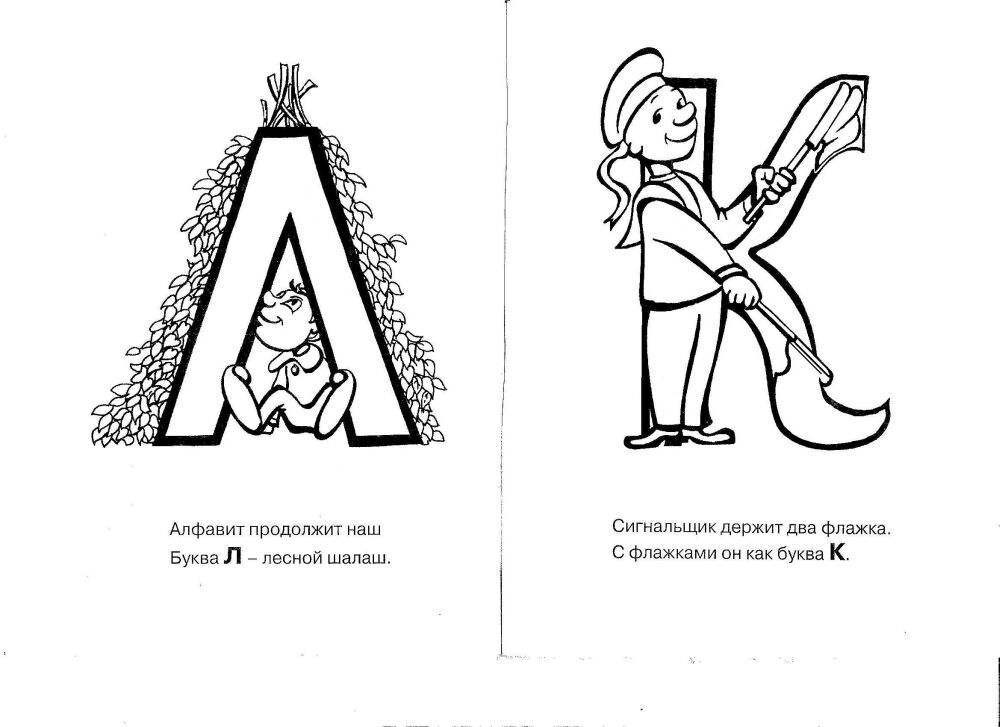 Л
Алфавит продолжит наш
Буква Л – лесной шалаш.
К
Сигнальщик держит два флажка.
С флажками он как буква К.